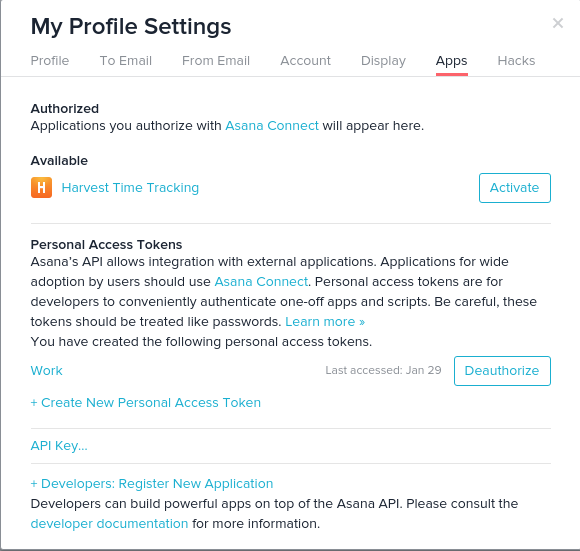 My Profile Settings
×
Profile To Email From Email Account Display Apps Hacks
Authorized
Applications you authorize with Asana Connect will appear here.
Available
H Harvest Time Tracking Activate
Personal Access Tokens
Asana's API allows integration with external applications. Applications for wide
adoption by users should use Asana Connect. Personal access tokens are for
developers to conveniently authenticate one-off apps and scripts. Be careful, these
tokens should be treated like passwords. Learn more »
You have created the following personal access tokens.
Work Last accessed: Jan 29 Deauthorize
+ Create New Personal Access Token
API Key...
+ Developers: Register New Application
Developers can build powerful apps on top of the Asana API. Please consult the
developer documentation for more information.